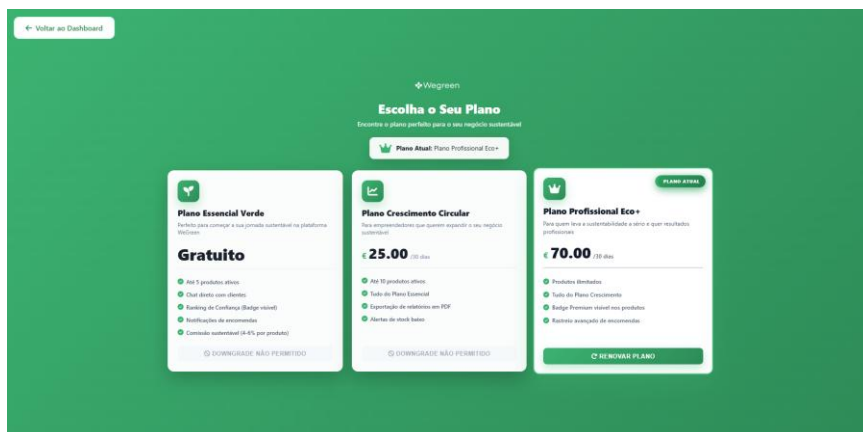 ← Voltar ao Dashboard
Wegreen
Escolha o Seu Plano
Encontre o plano perfeito para o seu negócio sustentável
Plano Atual: Plano Profissional Eco+
Plano Essencial Verde
Perfeito para começar a sua jornada sustentável na plataforma
WeGreen
Gratuito
Até 5 produtos ativos
Chat direto com clientes
Ranking de Confiança (Badge visível)
Notificações de encomendas
Comissão sustentável (4-6% por produto)
DOWNGRADE NÃO PERMITIDO
Plano Crescimento Circular
Para empreendedores que querem expandir o seu negócio
sustentável
€ 25.00 /30 dias
Até 10 produtos ativos
Tudo do Plano Essencial
Exportação de relatórios em PDF
Alertas de stock baixo
DOWNGRADE NÃO PERMITIDO
PLANO ATUAL
Plano Profissional Eco+
Para quem leva a sustentabilidade a sério e quer resultados
profissionais
€ 70.00 /30 dias
Produtos ilimitados
Tudo do Plano Crescimento
Badge Premium visível nos produtos
Rastreio avançado de encomendas
RENOVAR PLANO